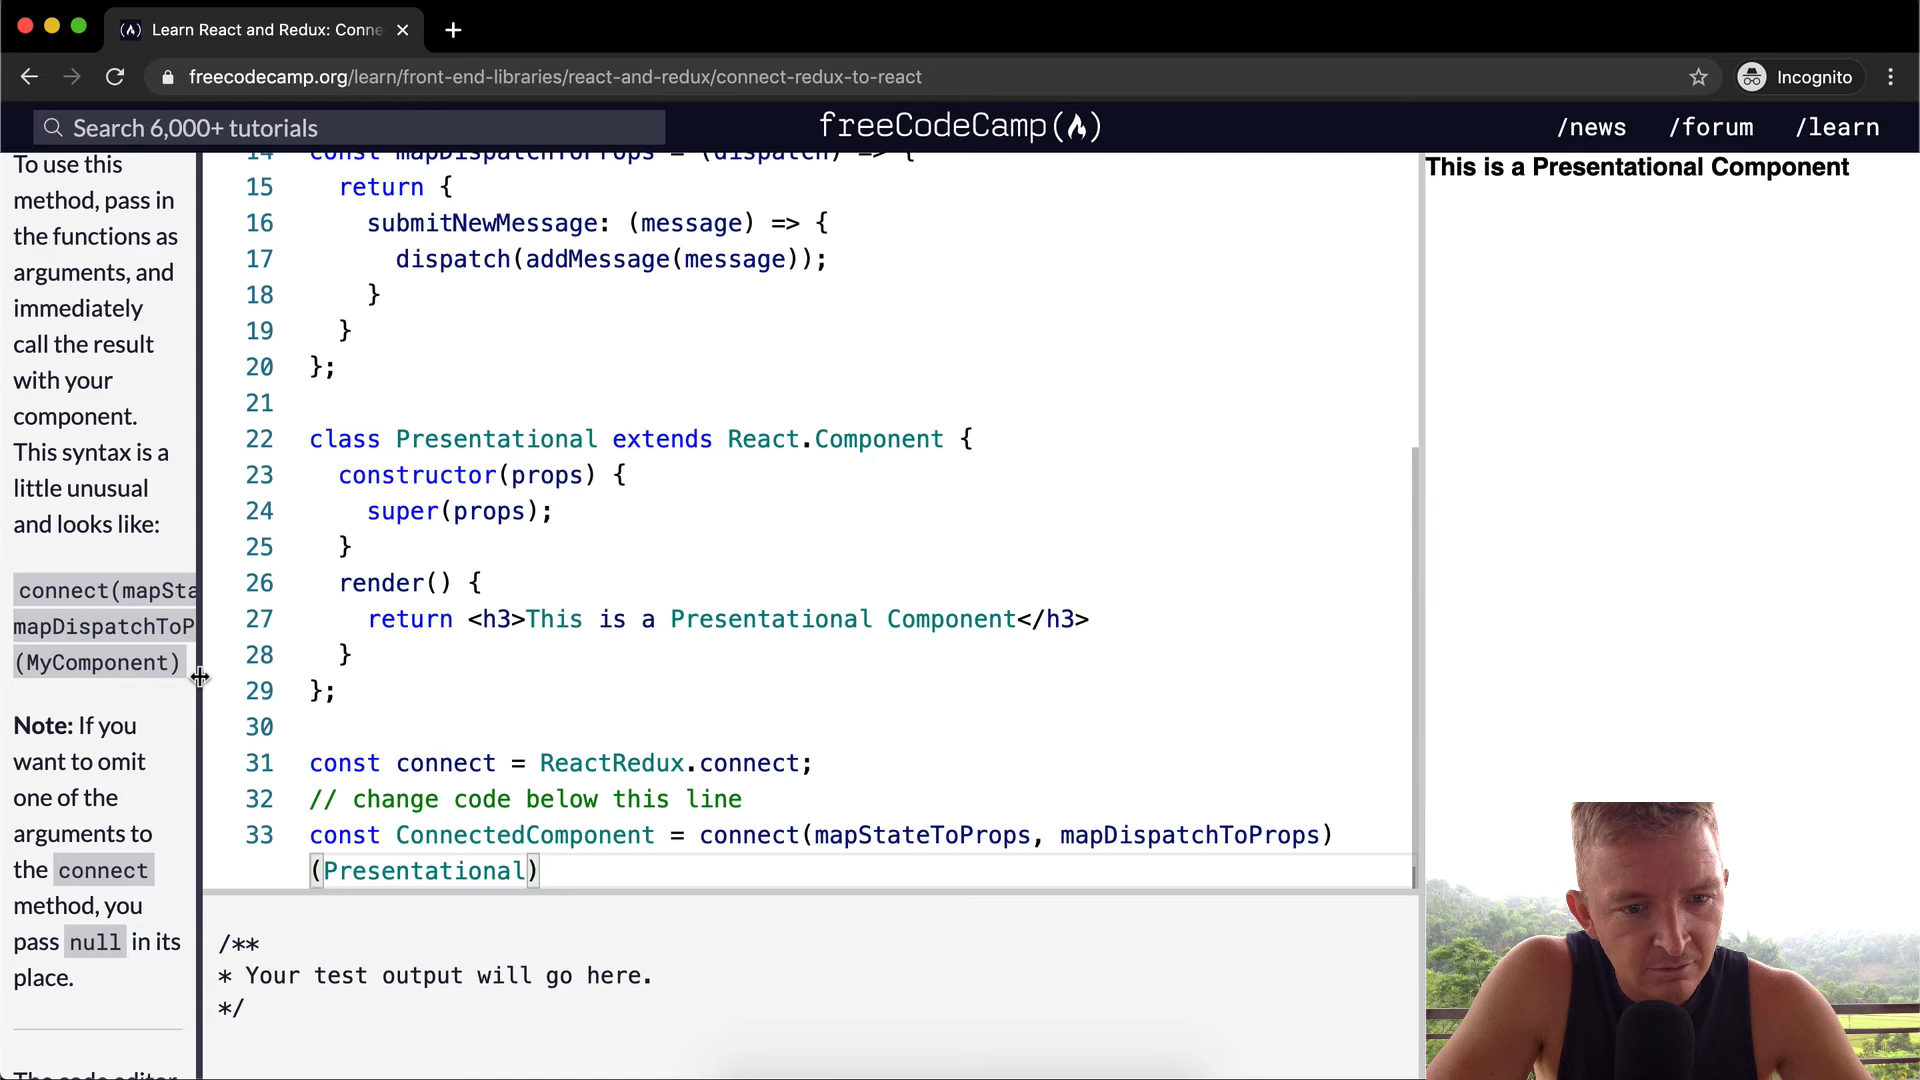 Learn React and Redux: Conne
freecodecamp.org/learn/front-end-libraries/react-and-redux/connect-redux-to-react
Incognito
Search 6,000+ tutorials
freeCodeCamp
/news
/forum
/learn
To use this
method, pass in
the functions as
arguments, and
immediately
call the result
with your
component.
This syntax is a
little unusual
and looks like:
connect(mapSta
mapDispatchToP
(MyComponent)
Note: If you
want to omit
one of the
arguments to
the connect
method, you
pass null in its
place.
The code editor
14 const mapDispatchToProps = (dispatch) => {
15 return {
16 submitNewMessage: (message) => {
17 dispatch(addMessage(message));
18 }
19 }
20 };
21
22 class Presentational extends React.Component {
23 constructor(props) {
24 super(props);
25 }
26 render() {
27 return <h3>This is a Presentational Component</h3>
28 }
29 };
30
31 const connect = ReactRedux.connect;
32 // change code below this line
33 const ConnectedComponent = connect(mapStateToProps, mapDispatchToProps)
(Presentational)
/**
* Your test output will go here.
*/
This is a Presentational Component